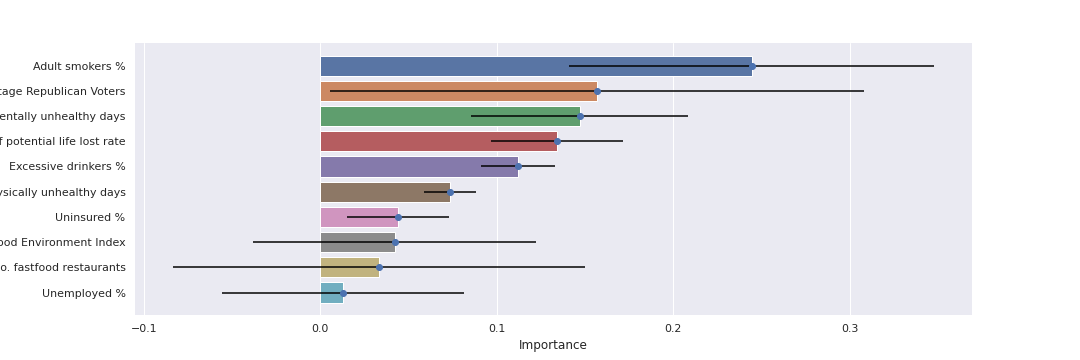 Adult smokers %
tage Republican Voters
entally unhealthy days
f potential life lost rate
Excessive drinkers %
ysically unhealthy days
Uninsured %
ood Environment Index
o. fastfood restaurants
Unemployed %
−0.1 0.0 0.1 0.2 0.3
Importance